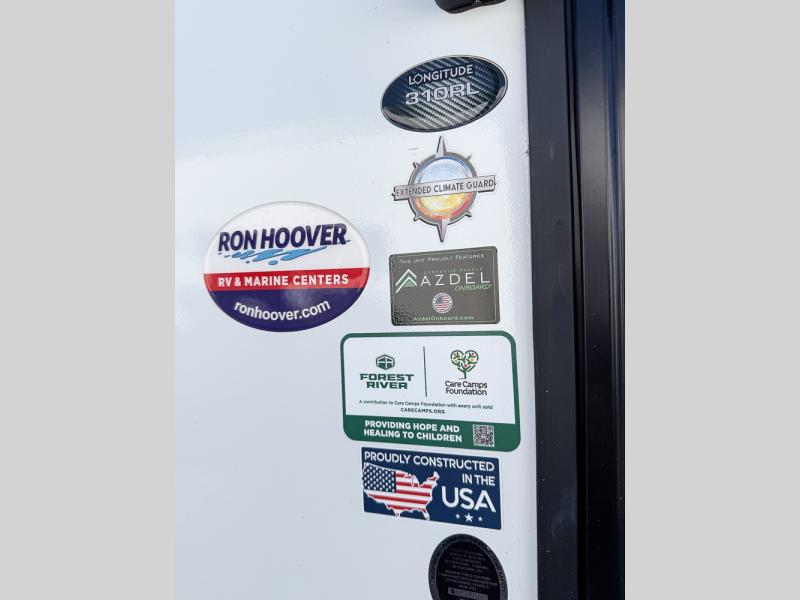 LONGITUDE
310RL
EXTENDED CLIMATE GUARD
RON HOOVER
RV & MARINE CENTERS
ronhoover.com
THIS UNIT PROUDLY FEATURES
COMPOSITE PANELS
AZDEL
ONBOARD
AzdelOnboard.com
FOREST
RIVER
Care Camps
Foundation
A contribution to Care Camps Foundation with every unit sold
CARECAMPS.ORG
PROVIDING HOPE AND
HEALING TO CHILDREN
PROUDLY CONSTRUCTED
IN THE
USA